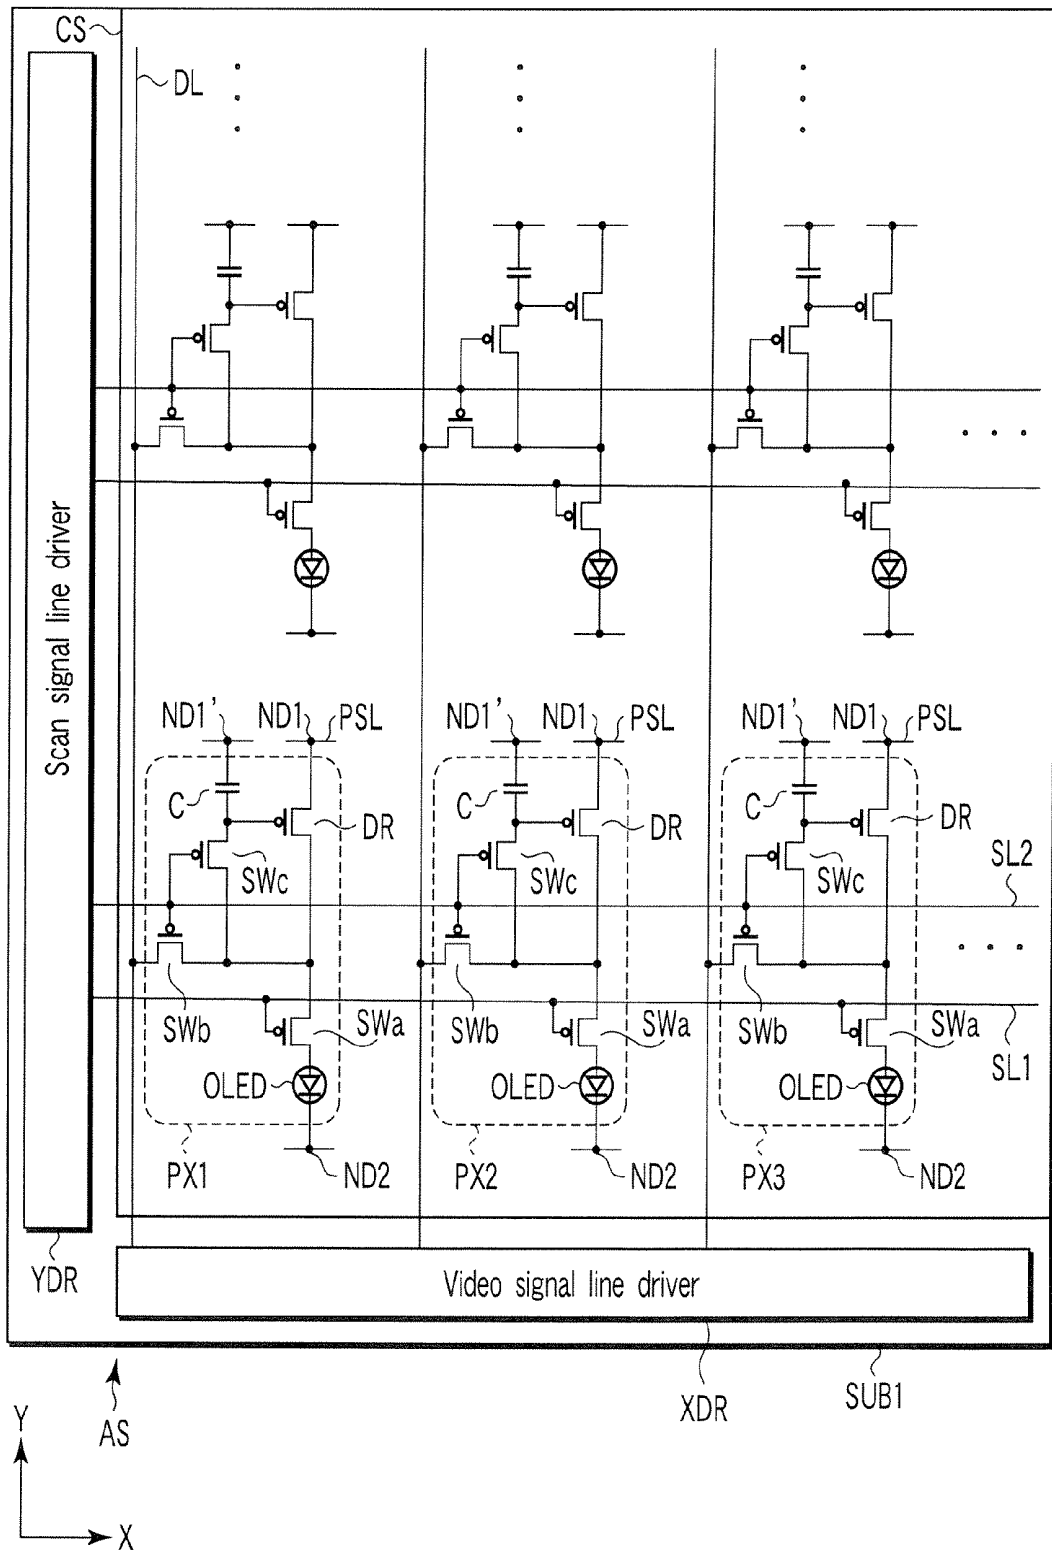 CS
DL
Scan signal line driver
ND1' ND1 PSL ND1' ND1 PSL ND1' ND1 PSL
C DR C DR C DR
SWc SWc SWc SL2
SWb SWa SWb SWa SWb SWa
SL1
OLED OLED OLED
PX1 ND2 PX2 ND2 PX3 ND2
YDR
Video signal line driver
XDR SUB1
AS
Y
X